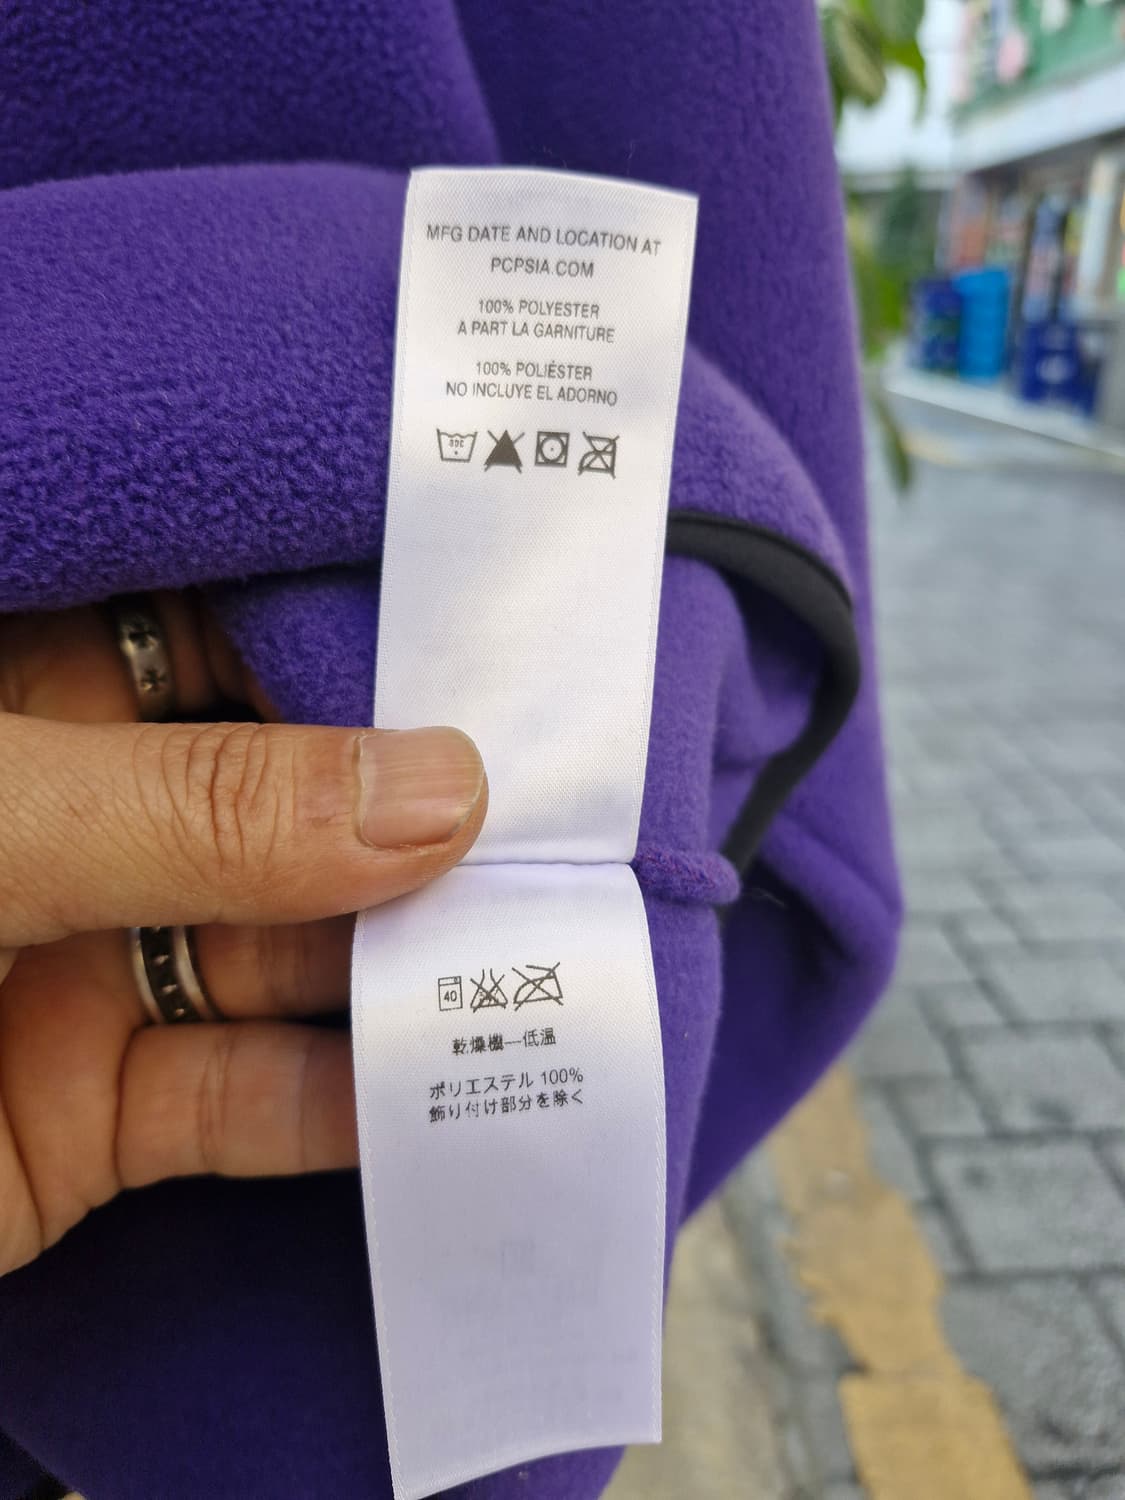 MFG DATE AND LOCATION AT
PCPSIA.COM
100% POLYESTER
A PART LA GARNITURE
100% POLIÉSTER
NO INCLUYE EL ADORNO
30C
40
乾燥機—低温
ポリエステル 100%
飾り付け部分を除く